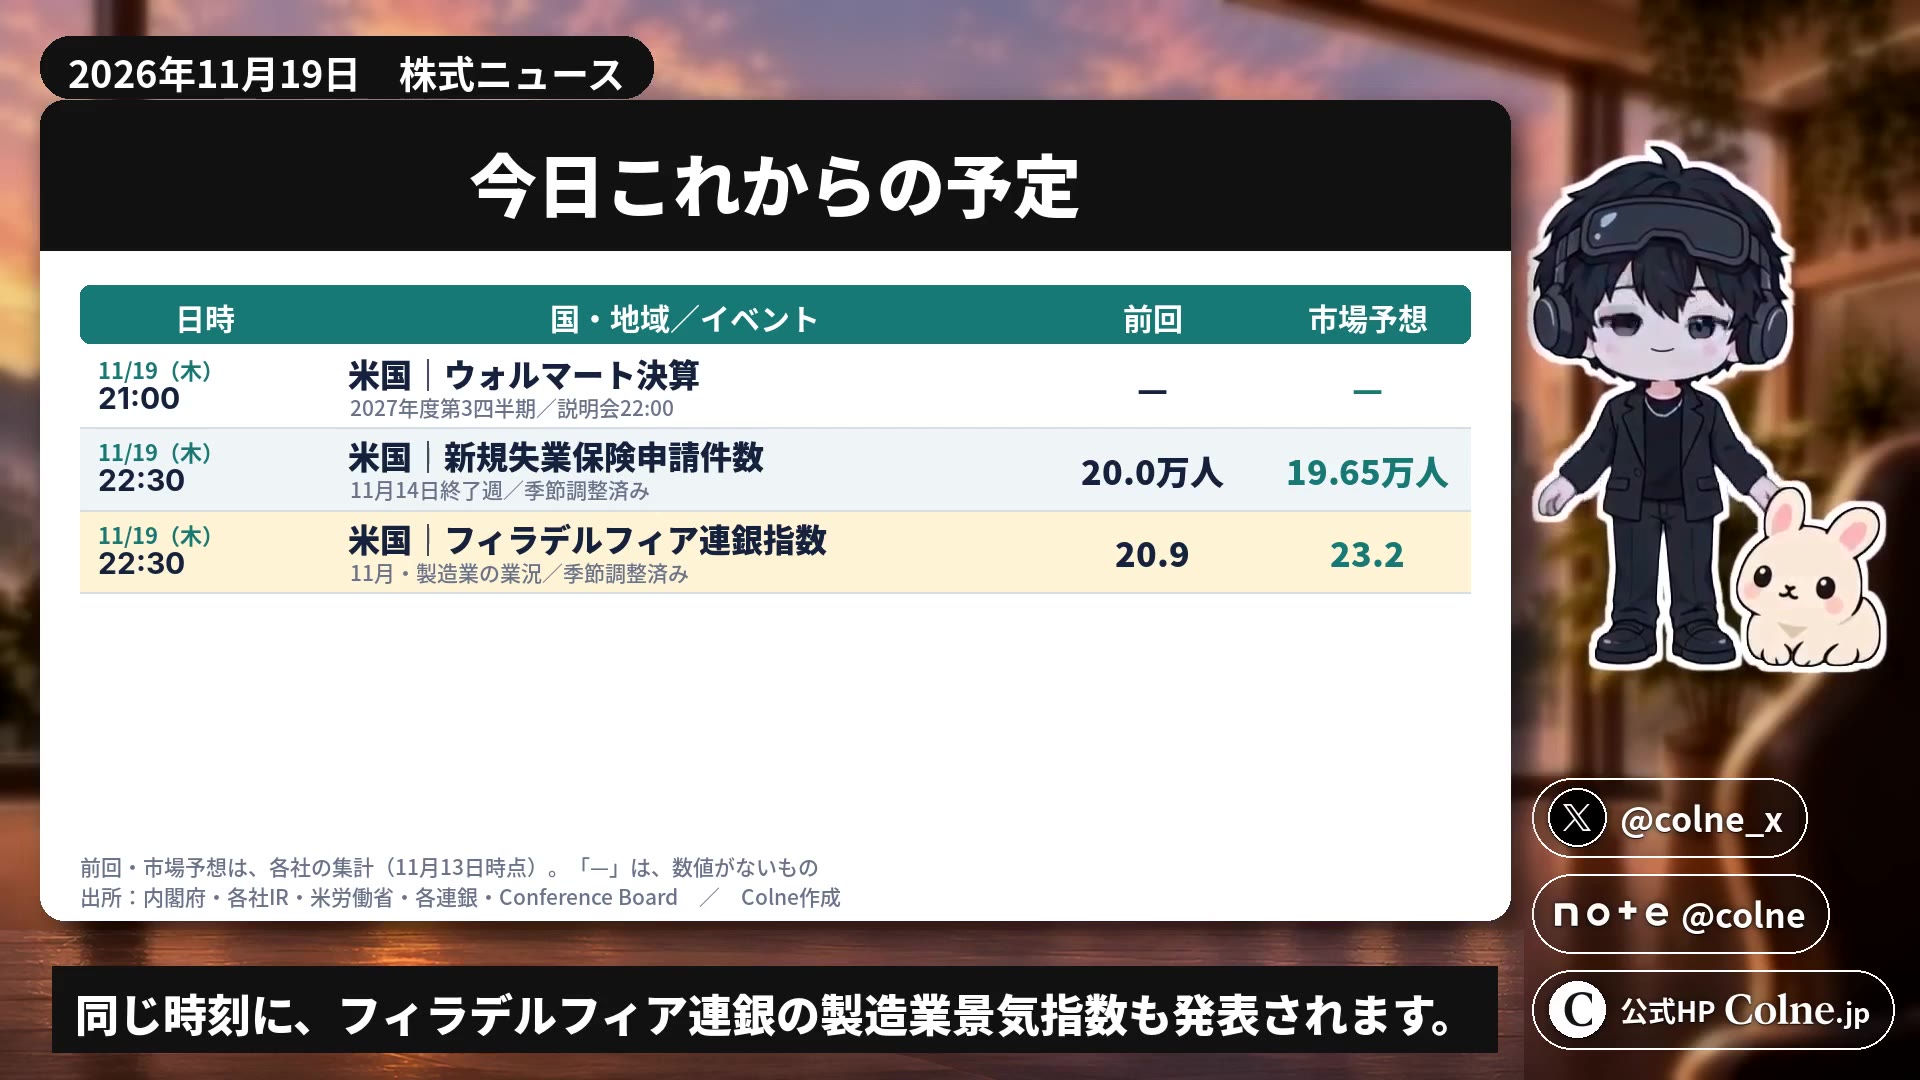 2026年11月19日　株式ニュース
今日これからの予定
日時　国・地域／イベント　前回　市場予想
11/19（木）
21:00
米国｜ウォルマート決算
2027年度第3四半期／説明会22:00
—　—
11/19（木）
22:30
米国｜新規失業保険申請件数
11月14日終了週／季節調整済み
20.0万人　19.65万人
11/19（木）
22:30
米国｜フィラデルフィア連銀指数
11月・製造業の業況／季節調整済み
20.9　23.2
前回・市場予想は、各社の集計（11月13日時点）。「—」は、数値がないもの
出所：内閣府・各社IR・米労働省・各連銀・Conference Board　／　Colne作成
同じ時刻に、フィラデルフィア連銀の製造業景気指数も発表されます。
X @colne_x
note @colne
C 公式HP Colne.jp